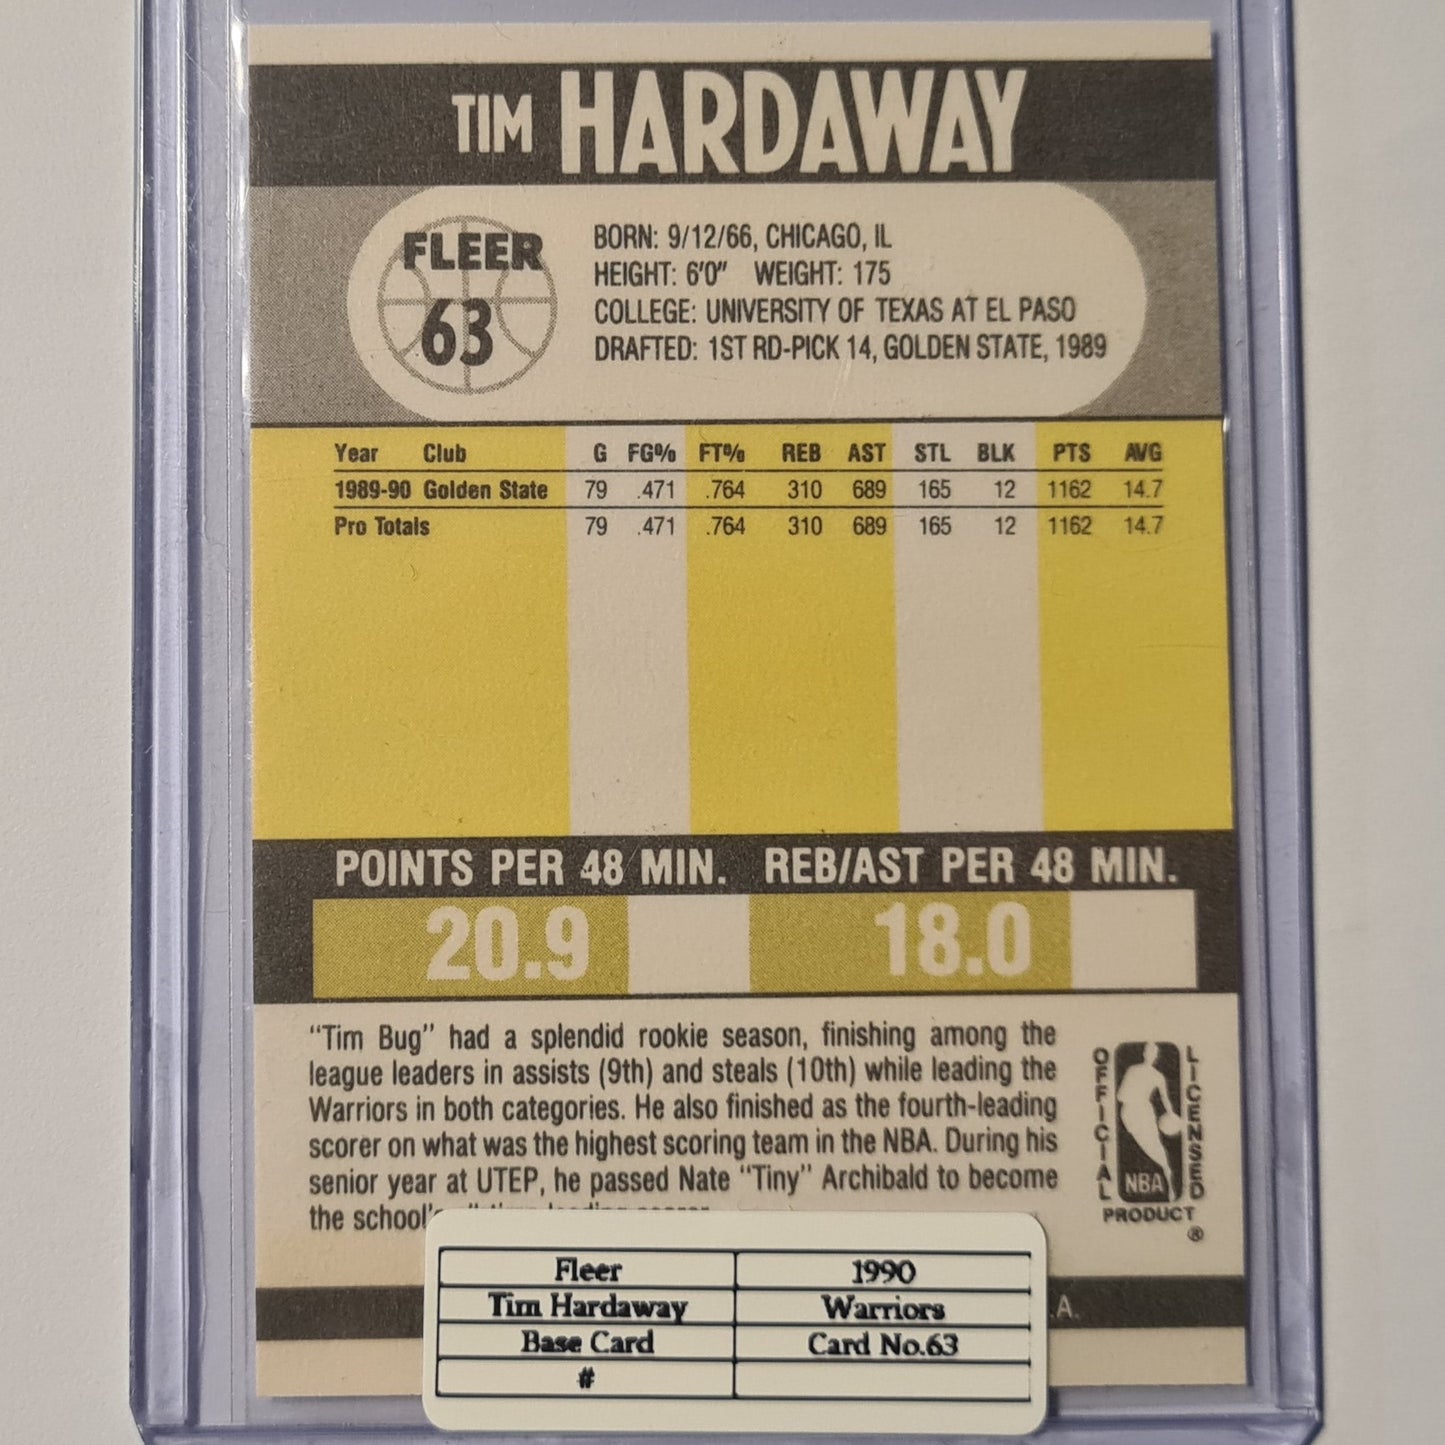 TIM HARDAWAY
FLEER
63
BORN: 9/12/66, CHICAGO, IL
HEIGHT: 6'0" WEIGHT: 175
COLLEGE: UNIVERSITY OF TEXAS AT EL PASO
DRAFTED: 1ST RD-PICK 14, GOLDEN STATE, 1989
Year Club G FG% FT% REB AST STL BLK PTS AVG
1989-90 Golden State 79 .471 .764 310 689 165 12 1162 14.7
Pro Totals 79 .471 .764 310 689 165 12 1162 14.7
POINTS PER 48 MIN. REB/AST PER 48 MIN.
20.9 18.0
"Tim Bug" had a splendid rookie season, finishing among the
league leaders in assists (9th) and steals (10th) while leading the
Warriors in both categories. He also finished as the fourth-leading
scorer on what was the highest scoring team in the NBA. During his
senior year at UTEP, he passed Nate "Tiny" Archibald to become
the school's
OFFICIAL LICENSED
NBA
PRODUCT
®
A.
Fleer 1990
Tim Hardaway Warriors
Base Card Card No.63
#